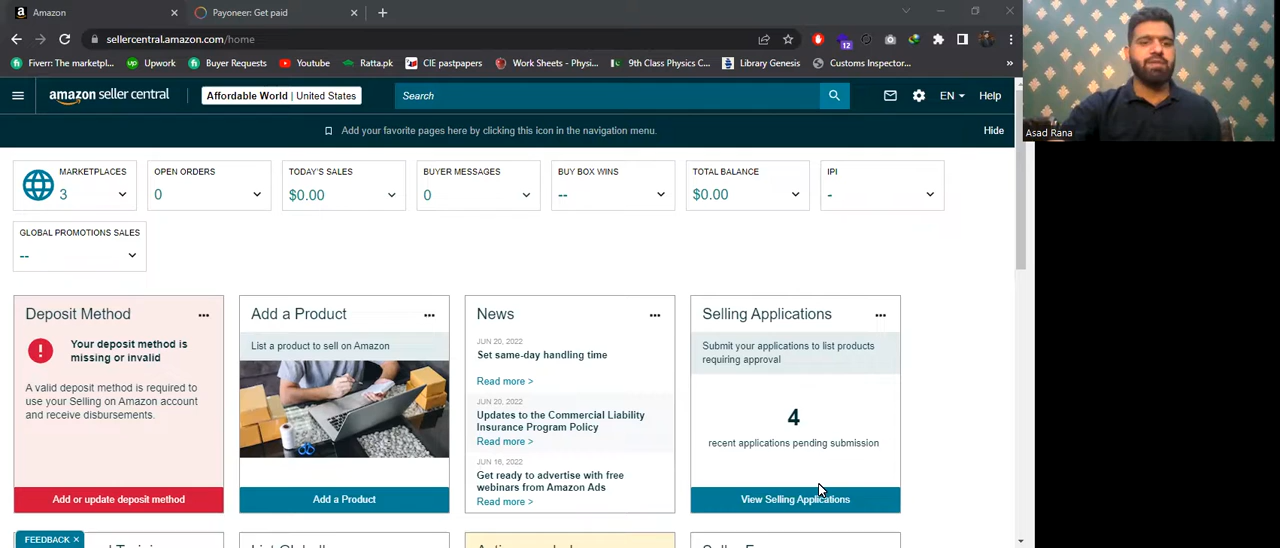 Amazon
Payoneer: Get paid
sellercentral.amazon.com/home
12
Fiverr: The marketpl...
Upwork
Buyer Requests
Youtube
Ratta.pk
CIE pastpapers
Work Sheets - Physi...
9th Class Physics C...
Library Genesis
Customs Inspector...
amazon seller central
Affordable World | United States
Search
EN
Help
Add your favorite pages here by clicking this icon in the navigation menu.
Hide
Asad Rana
MARKETPLACES
3
OPEN ORDERS
0
TODAY'S SALES
$0.00
BUYER MESSAGES
0
BUY BOX WINS
--
TOTAL BALANCE
$0.00
IPI
-
GLOBAL PROMOTIONS SALES
--
Deposit Method
Your deposit method is
missing or invalid
A valid deposit method is required to
use your Selling on Amazon account
and receive disbursements.
Add or update deposit method
Add a Product
List a product to sell on Amazon
Add a Product
News
JUN 20, 2022
Set same-day handling time
Read more >
JUN 20, 2022
Updates to the Commercial Liability
Insurance Program Policy
Read more >
JUN 16, 2022
Get ready to advertise with free
webinars from Amazon Ads
Read more >
Selling Applications
Submit your applications to list products
requiring approval
4
recent applications pending submission
View Selling Applications
FEEDBACK